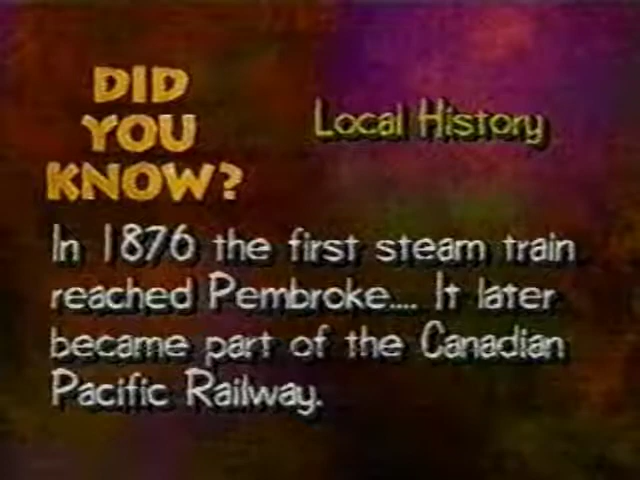 DID
YOU
KNOW?
Local History
In 1876 the first steam train
reached Pembroke.... It later
became part of the Canadian
Pacific Railway.